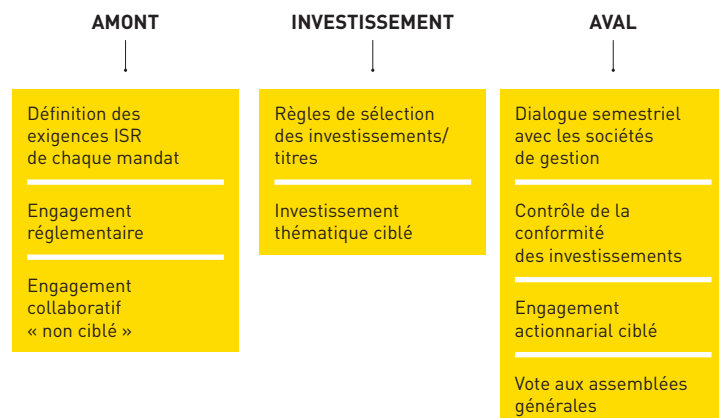 AMONT
Définition des
exigences ISR
de chaque mandat
Engagement
réglementaire
Engagement
collaboratif
« non ciblé »
INVESTISSEMENT
Règles de sélection
des investissements/
titres
Investissement
thématique ciblé
AVAL
Dialogue semestriel
avec les sociétés
de gestion
Contrôle de la
conformité
des investissements
Engagement
actionnarial ciblé
Vote aux assemblées
générales